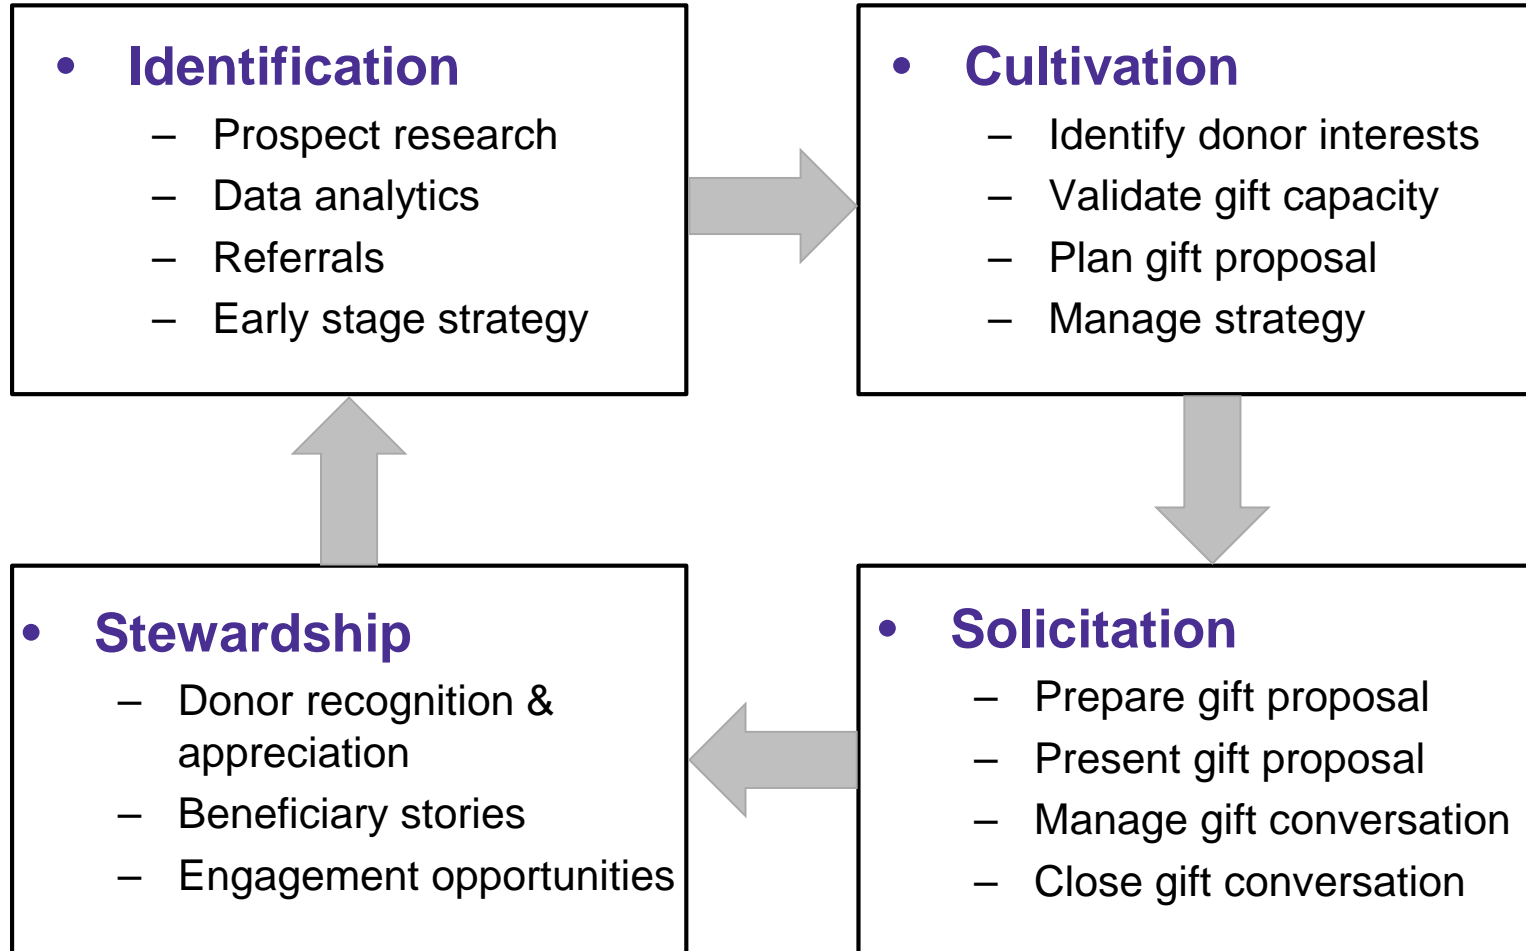 • Identification
– Prospect research
– Data analytics
– Referrals
– Early stage strategy
• Cultivation
– Identify donor interests
– Validate gift capacity
– Plan gift proposal
– Manage strategy
• Stewardship
– Donor recognition &
appreciation
– Beneficiary stories
– Engagement opportunities
• Solicitation
– Prepare gift proposal
– Present gift proposal
– Manage gift conversation
– Close gift conversation